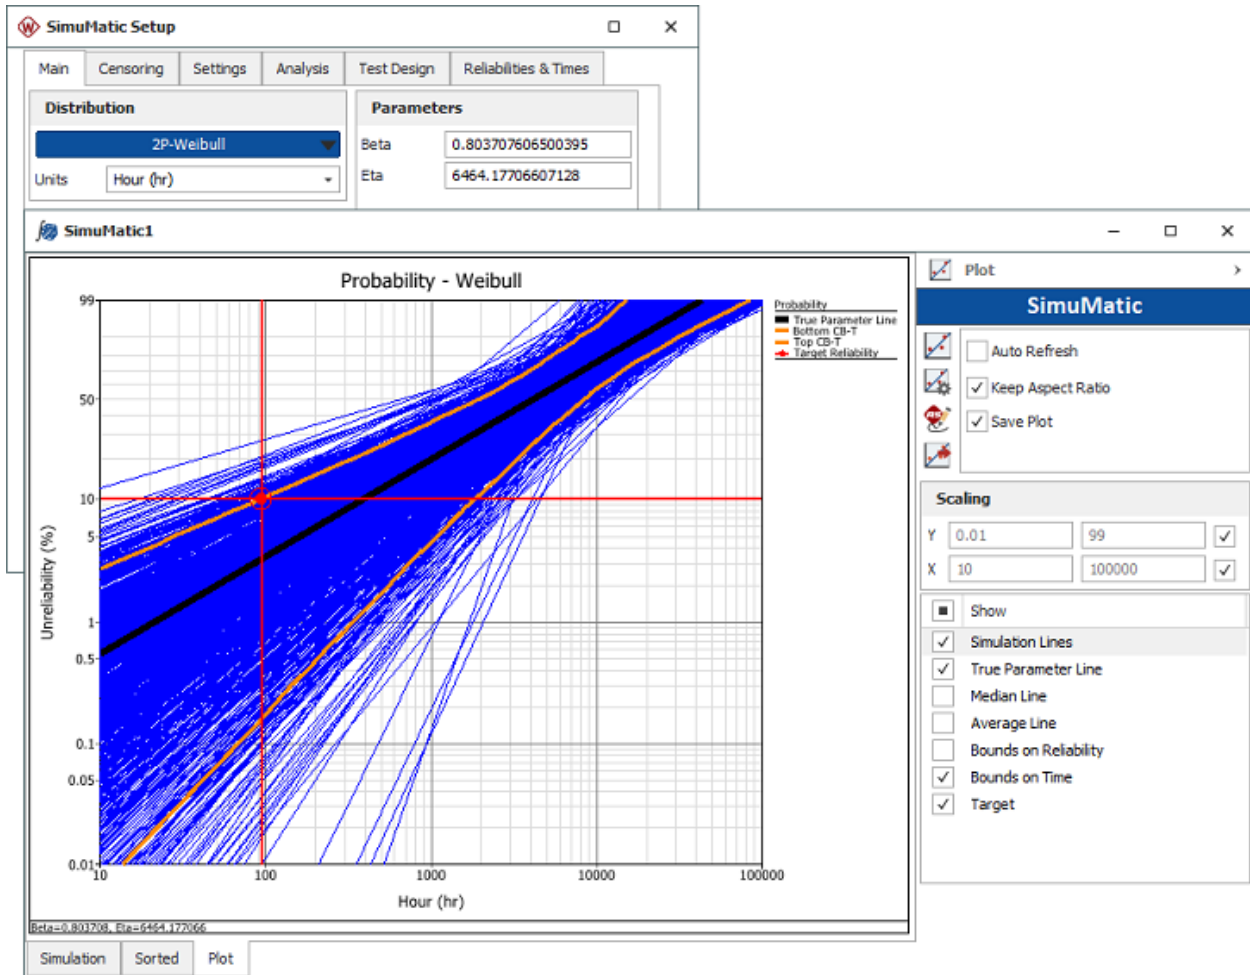 SimuMatic Setup
Main Censoring Settings Analysis Test Design Reliabilities & Times
Distribution
2P-Weibull
Units Hour (hr)
Parameters
Beta 0.803707606500395
Eta 6464.17706607128
SimuMatic1
Probability - Weibull
99
50
10
5
1
0.5
0.1
0.05
0.01
Unreliability (%)
10 100 1000 10000 100000
Hour (hr)
Probability
True Parameter Line
Bottom CB-T
Top CB-T
Target Reliability
Beta=0.803708, Eta=6464.177066
Simulation Sorted Plot
Plot
SimuMatic
Auto Refresh
Keep Aspect Ratio
Save Plot
Scaling
Y 0.01 99
X 10 100000
Show
Simulation Lines
True Parameter Line
Median Line
Average Line
Bounds on Reliability
Bounds on Time
Target